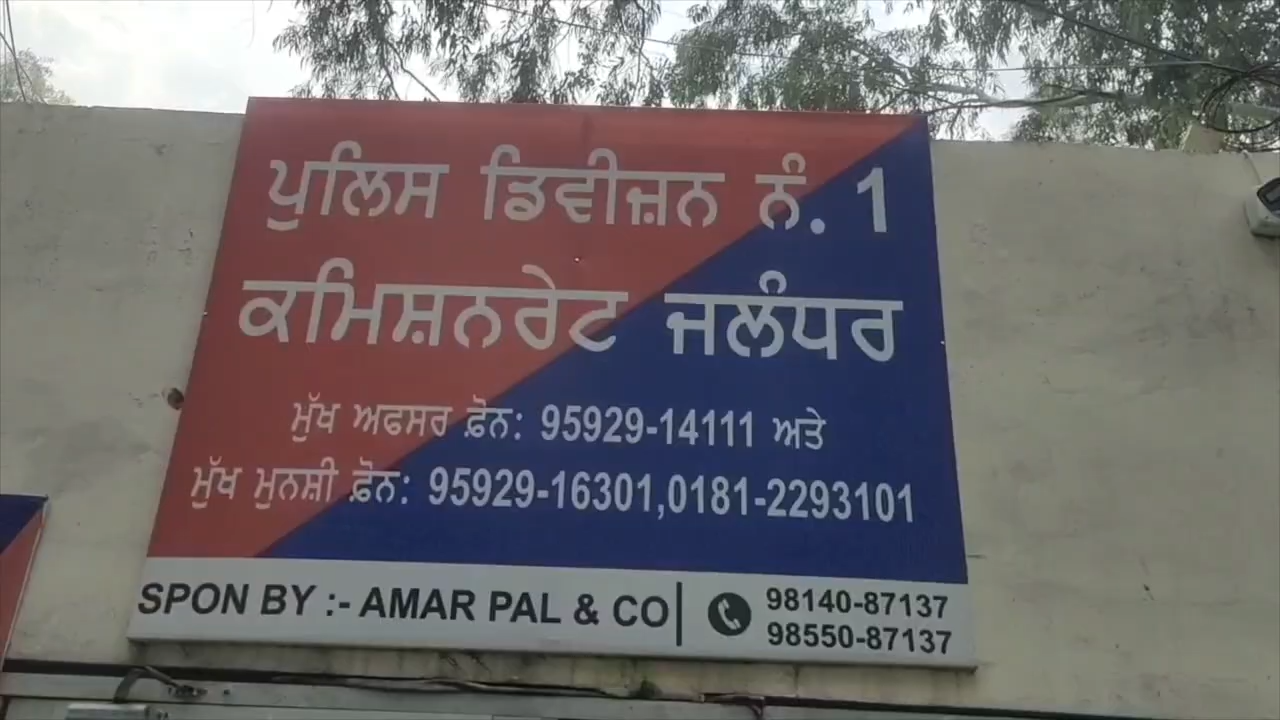 ਪੁਲਿਸ ਡਿਵੀਜ਼ਨ ਨੰ. 1
ਕਮਿਸ਼ਨਰੇਟ ਜਲੰਧਰ
ਮੁੱਖ ਅਫਸਰ ਫ਼ੋਨ: 95929-14111 ਅਤੇ
ਮੁੱਖ ਮੁਨਸ਼ੀ ਫ਼ੋਨ: 95929-16301,0181-2293101
SPON BY :- AMAR PAL & CO
98140-87137
98550-87137